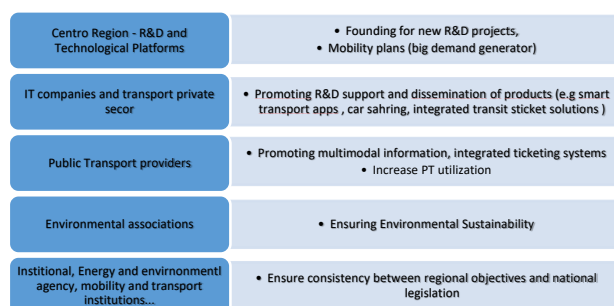 Centro Region - R&D and
Technological Platforms
• Founding for new R&D projects,
• Mobility plans (big demand generator)
IT companies and transport private
secor
• Promoting R&D support and dissemination of products (e.g smart
transport apps , car sahring, integrated transit sticket solutions )
Public Transport providers
• Promoting multimodal information, integrated ticketing systems
• Increase PT utilization
Environmental associations
• Ensuring Environmental Sustainability
Institional, Energy and envirnonmentl
agency, mobility and transport
institutions...
• Ensure consistency between regional objectives and national
legislation